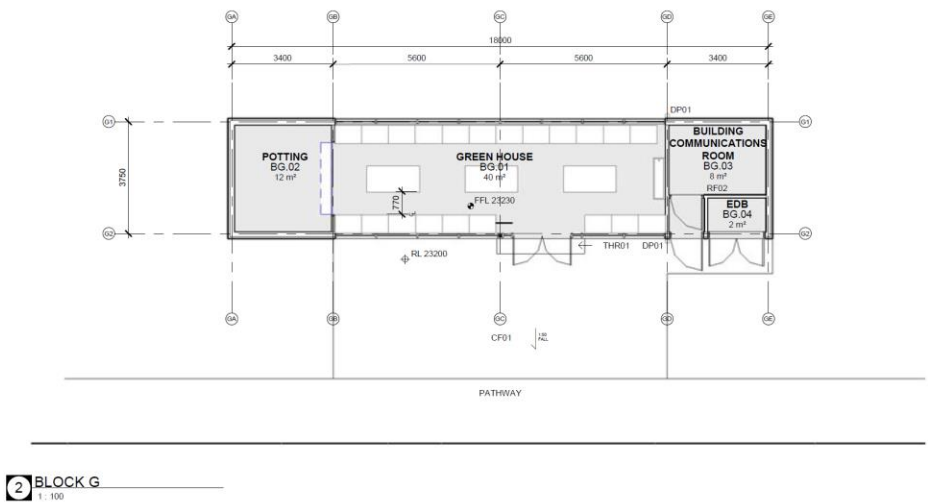 GA GB GC GD GE
18000
3400 5600 5600 3400
DP01
G1 G1
3750
POTTING
BG.02
12 m²
GREEN HOUSE
BG.01
40 m²
BUILDING
COMMUNICATIONS
ROOM
BG.03
8 m²
RF02
770
FFL 23230
EDB
BG.04
2 m²
G2 G2
RL 23200
THR01 DP01
GA GB GC GD GE
CF01
FALL
PATHWAY
2 BLOCK G
1 : 100